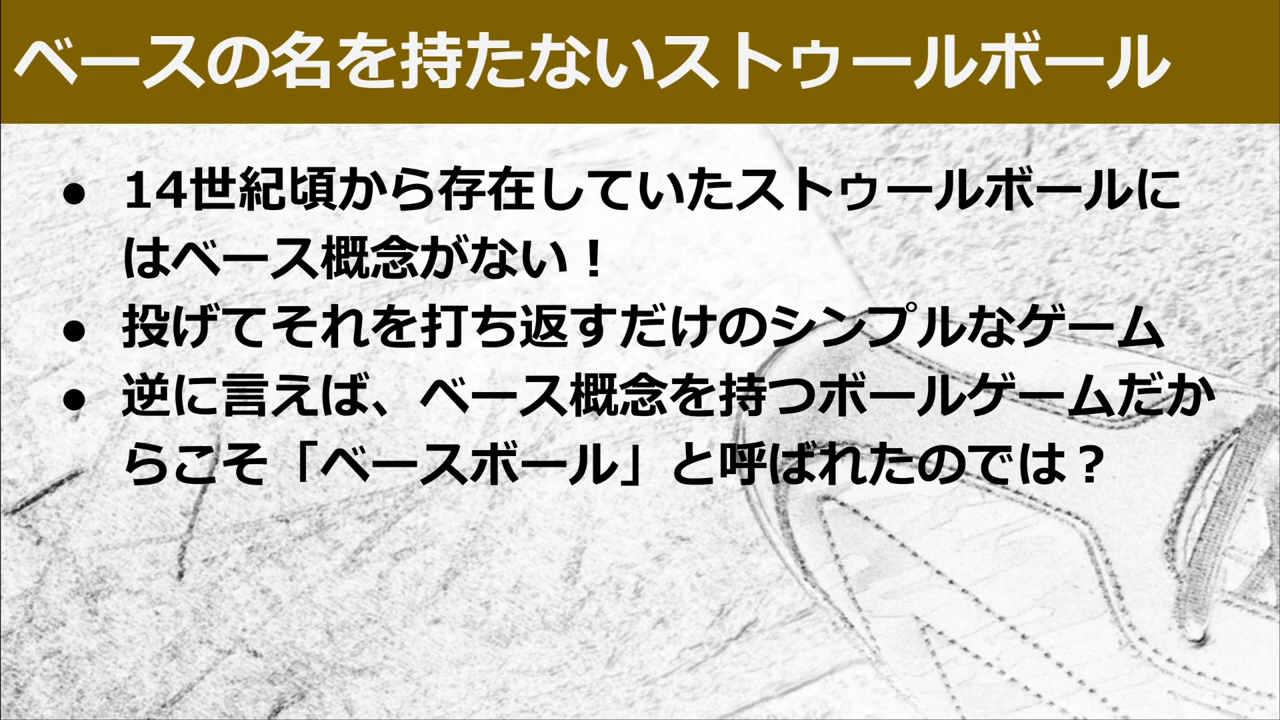 ベースの名を持たないストゥールボール
● 14世紀頃から存在していたストゥールボールに
はベース概念がない！
● 投げてそれを打ち返すだけのシンプルなゲーム
● 逆に言えば、ベース概念を持つボールゲームだか
らこそ「ベースボール」と呼ばれたのでは？